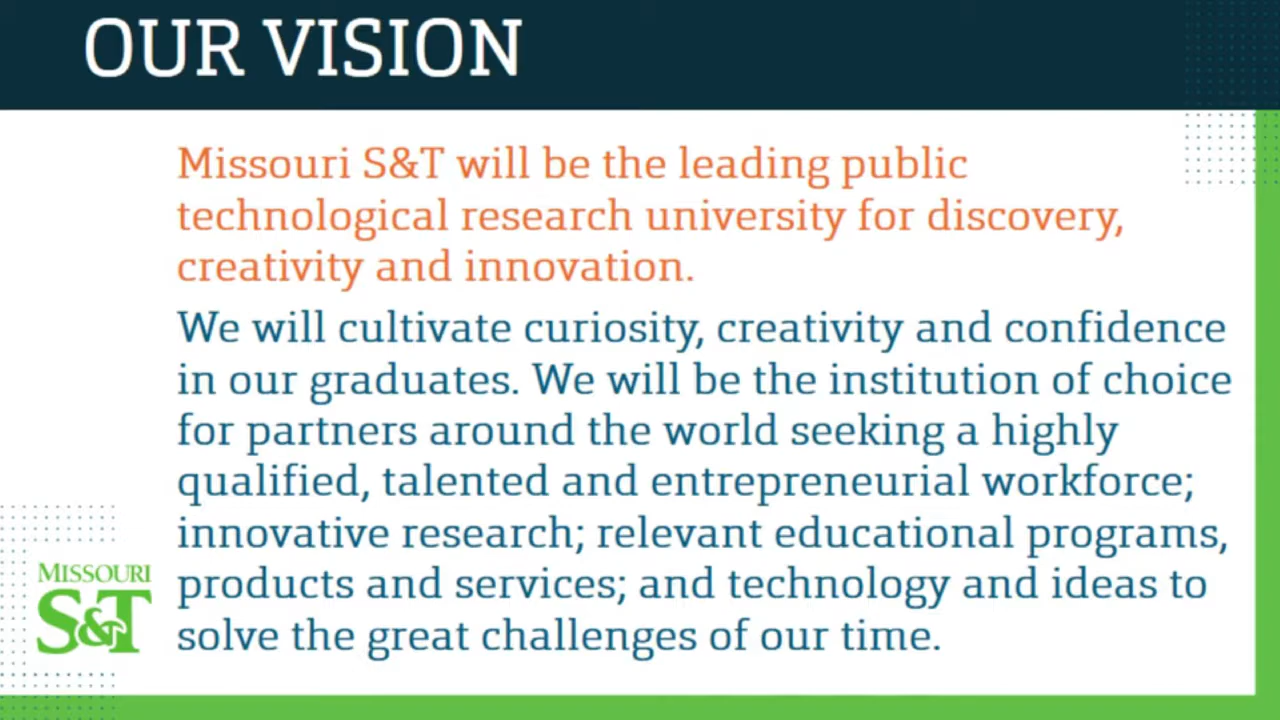 OUR VISION
Missouri S&T will be the leading public
technological research university for discovery,
creativity and innovation.
We will cultivate curiosity, creativity and confidence
in our graduates. We will be the institution of choice
for partners around the world seeking a highly
qualified, talented and entrepreneurial workforce;
innovative research; relevant educational programs,
products and services; and technology and ideas to
solve the great challenges of our time.
MISSOURI
S&T